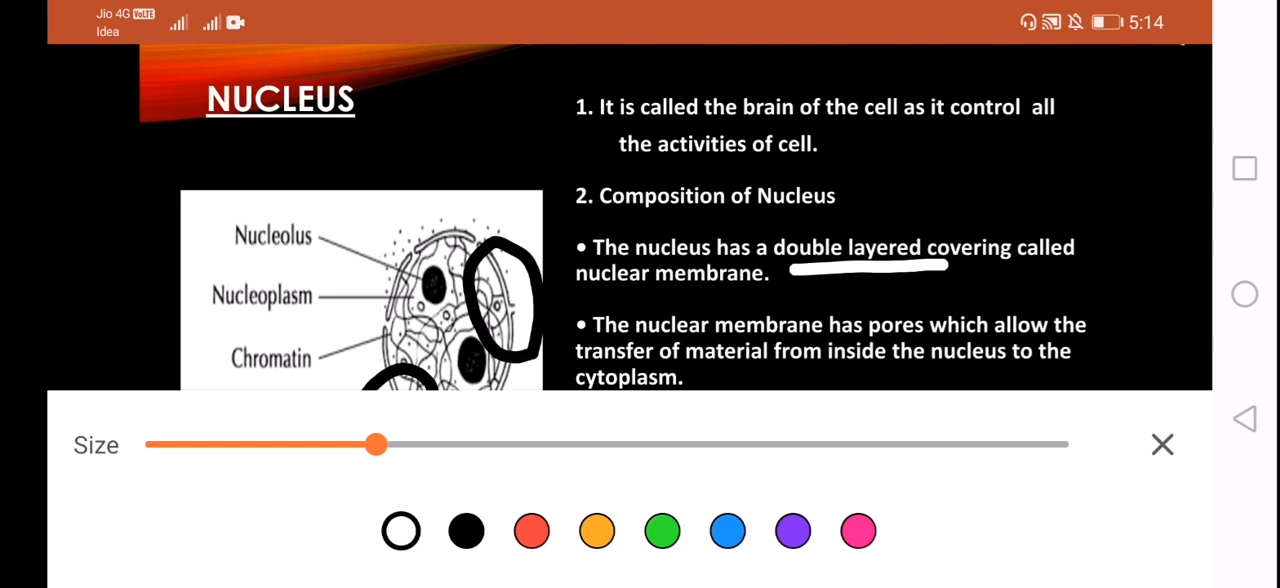 Jio 4G VoLTE
Idea
5:14
NUCLEUS
1. It is called the brain of the cell as it control all
the activities of cell.
2. Composition of Nucleus
• The nucleus has a double layered covering called
nuclear membrane.
• The nuclear membrane has pores which allow the
transfer of material from inside the nucleus to the
cytoplasm.
Nucleolus
Nucleoplasm
Chromatin
Size